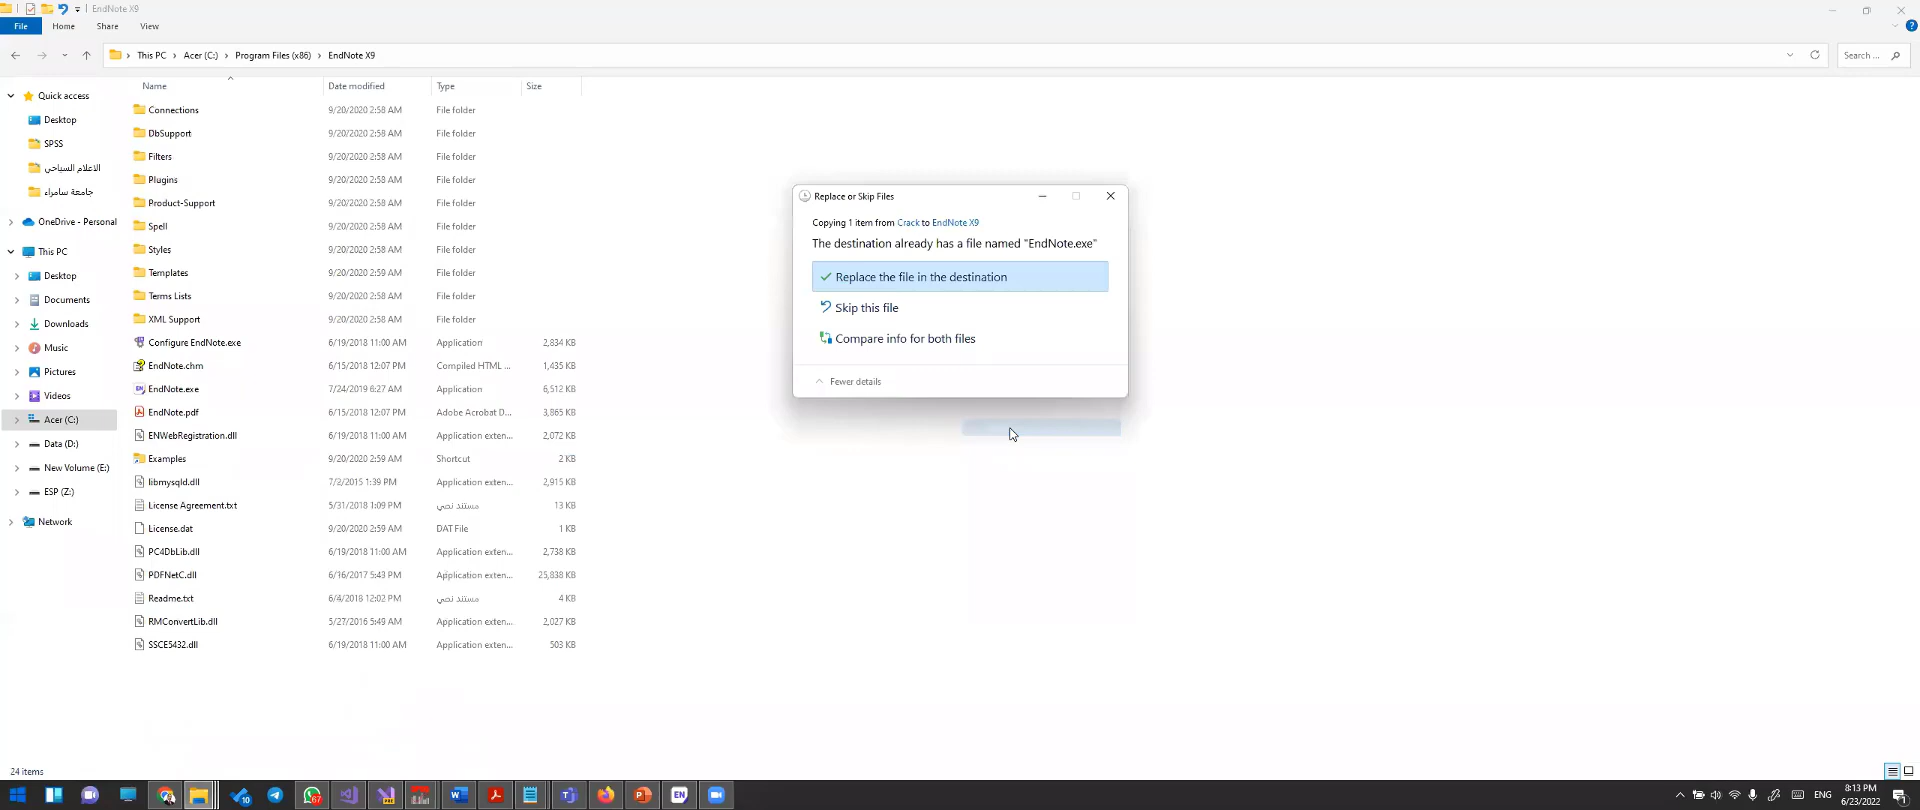 EndNote X9
File Home Share View
This PC Acer (C:) Program Files (x86) EndNote X9
Search ...
Name Date modified Type Size
Quick access
Desktop
SPSS
الاعلام السياحي
جامعة سامراء
OneDrive - Personal
This PC
Desktop
Documents
Downloads
Music
Pictures
Videos
Acer (C:)
Data (D:)
New Volume (E:)
ESP (Z:)
Network
Connections 9/20/2020 2:58 AM File folder
DbSupport 9/20/2020 2:58 AM File folder
Filters 9/20/2020 2:58 AM File folder
Plugins 9/20/2020 2:58 AM File folder
Product-Support 9/20/2020 2:58 AM File folder
Spell 9/20/2020 2:58 AM File folder
Styles 9/20/2020 2:58 AM File folder
Templates 9/20/2020 2:59 AM File folder
Terms Lists 9/20/2020 2:58 AM File folder
XML Support 9/20/2020 2:58 AM File folder
Configure EndNote.exe 6/19/2018 11:00 AM Application 2,834 KB
EndNote.chm 6/15/2018 12:07 PM Compiled HTML ... 1,435 KB
EndNote.exe 7/24/2019 6:27 AM Application 6,512 KB
EndNote.pdf 6/15/2018 12:07 PM Adobe Acrobat D... 3,865 KB
ENWebRegistration.dll 6/19/2018 11:00 AM Application exten... 2,072 KB
Examples 9/20/2020 2:59 AM Shortcut 2 KB
libmysqld.dll 7/2/2015 1:39 PM Application exten... 2,915 KB
License Agreement.txt 5/31/2018 1:09 PM مستند نصي 13 KB
License.dat 9/20/2020 2:59 AM DAT File 1 KB
PC4DbLib.dll 6/19/2018 11:00 AM Application exten... 2,738 KB
PDFNetC.dll 6/16/2017 5:43 PM Application exten... 25,838 KB
Readme.txt 6/4/2018 12:02 PM مستند نصي 4 KB
RMConvertLib.dll 5/27/2016 5:49 AM Application exten... 2,027 KB
SSCE5432.dll 6/19/2018 11:00 AM Application exten... 503 KB
Replace or Skip Files
Copying 1 item from Crack to EndNote X9
The destination already has a file named "EndNote.exe"
Replace the file in the destination
Skip this file
Compare info for both files
Fewer details
24 items
10
67
EN
ENG
8:13 PM
6/23/2022